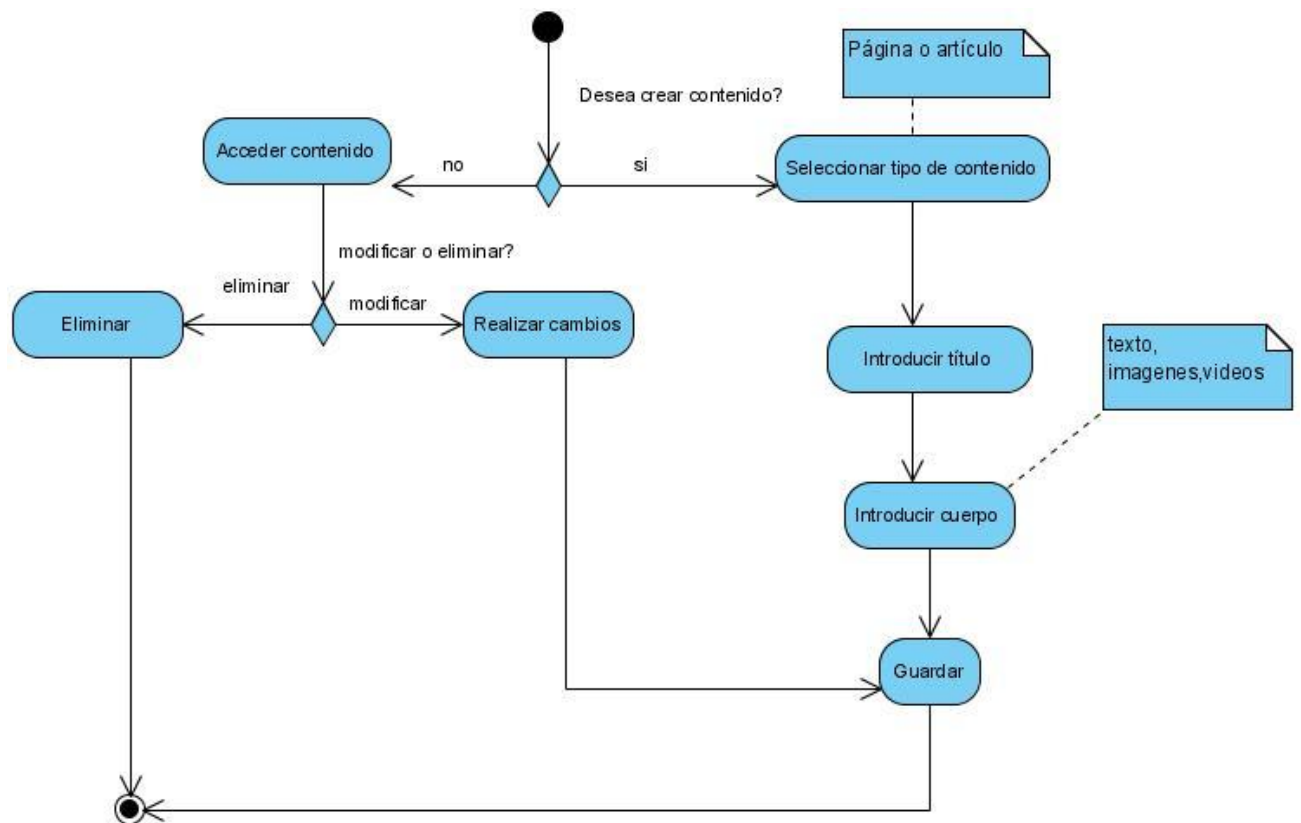 Página o artículo
Desea crear contenido?
Acceder contenido
no
si
Seleccionar tipo de contenido
modificar o eliminar?
eliminar
modificar
Eliminar
Realizar cambios
Introducir título
texto,
imagenes,videos
Introducir cuerpo
Guardar